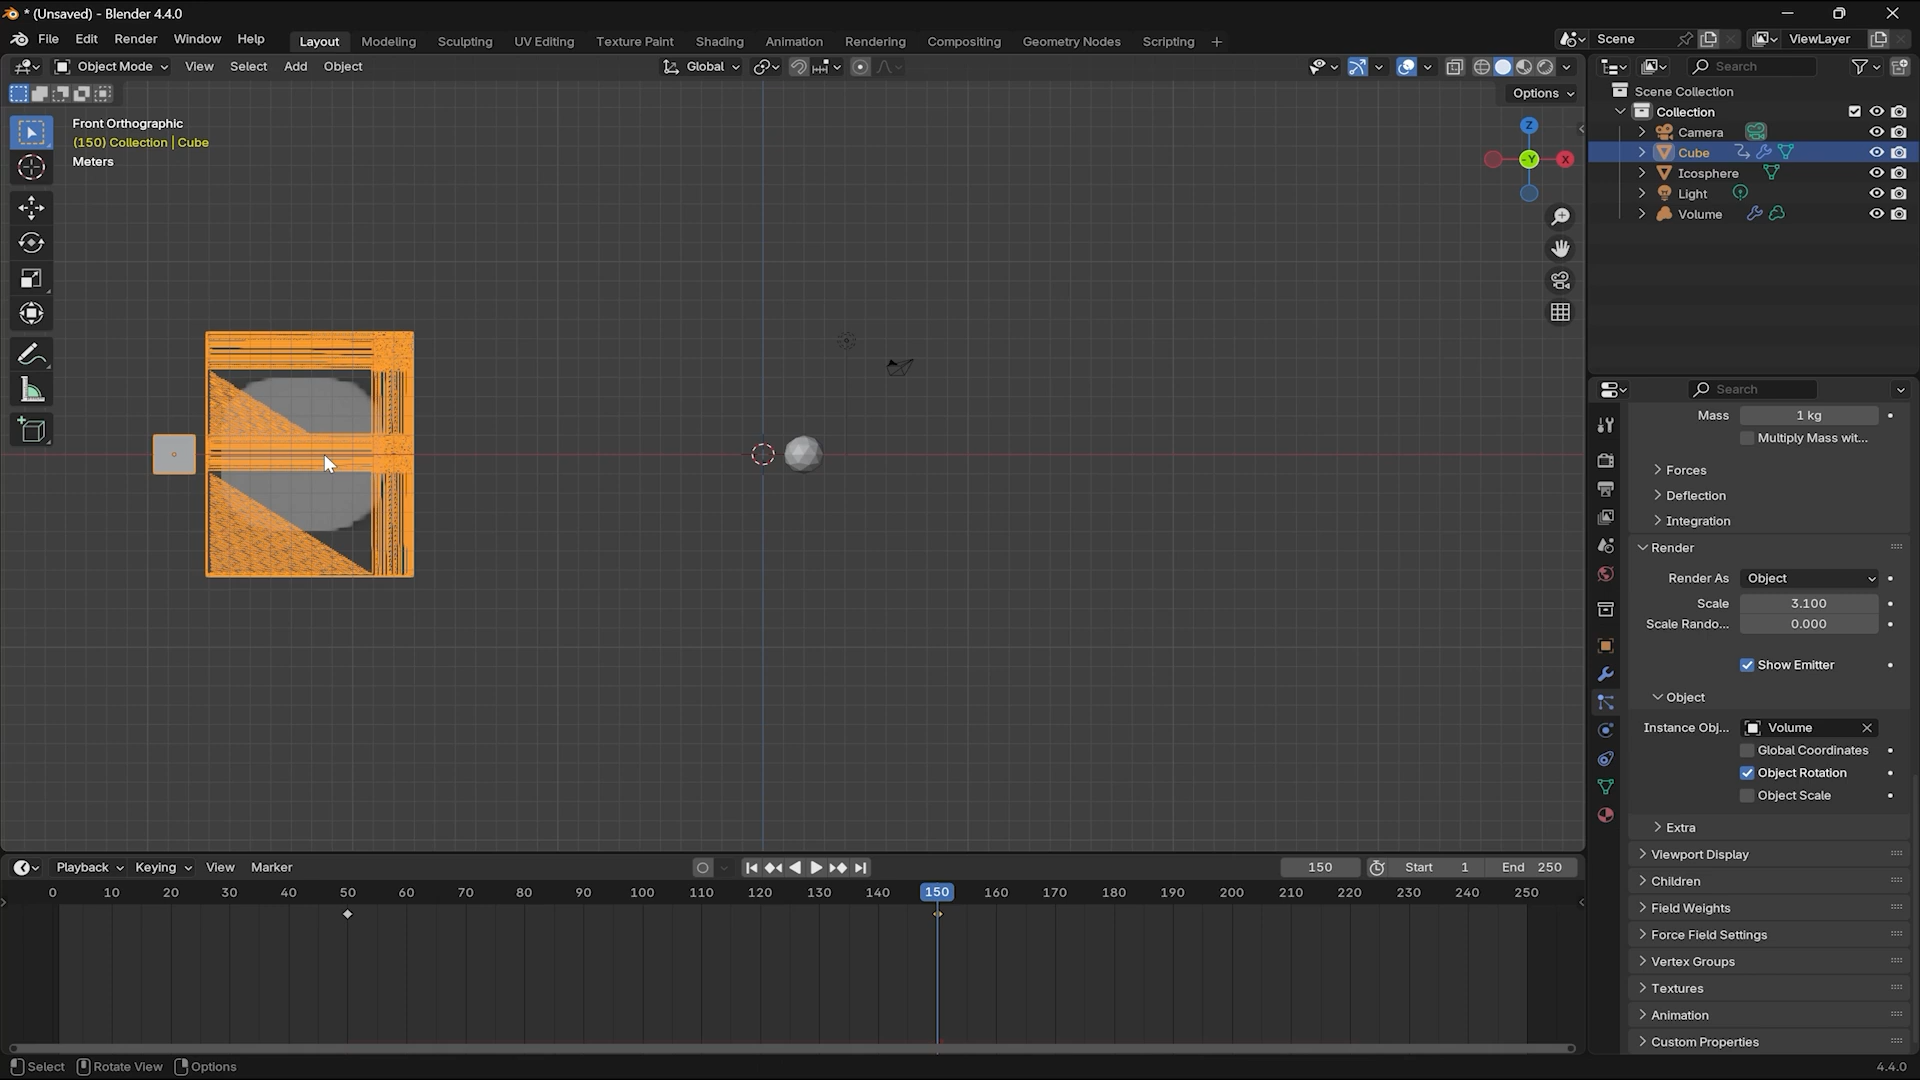 * (Unsaved) - Blender 4.4.0
File Edit Render Window Help Layout Modeling Sculpting UV Editing Texture Paint Shading Animation Rendering Compositing Geometry Nodes Scripting + Scene ViewLayer
Object Mode View Select Add Object Global Search
Options
Front Orthographic
(150) Collection | Cube
Meters
Z
-Y
X
Scene Collection
Collection
Camera
Cube
Icosphere
Light
Volume
Search
Mass 1 kg
Multiply Mass wit...
Forces
Deflection
Integration
Render
Render As Object
Scale 3.100
Scale Rando... 0.000
Show Emitter
Object
Instance Obj... Volume
Global Coordinates
Object Rotation
Object Scale
Extra
Viewport Display
Children
Field Weights
Force Field Settings
Vertex Groups
Textures
Animation
Custom Properties
Playback Keying View Marker 150 Start 1 End 250
0 10 20 30 40 50 60 70 80 90 100 110 120 130 140 150 160 170 180 190 200 210 220 230 240 250
Select Rotate View Options 4.4.0